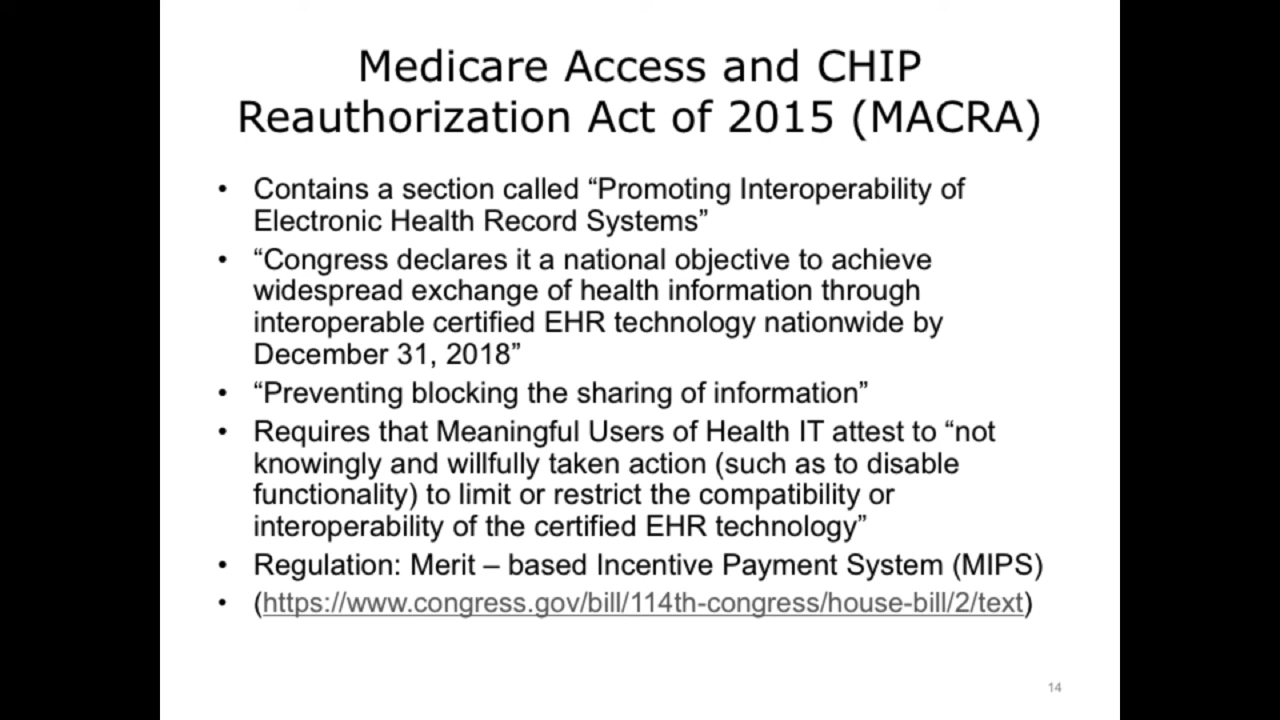 Medicare Access and CHIP
Reauthorization Act of 2015 (MACRA)
• Contains a section called “Promoting Interoperability of
Electronic Health Record Systems”
• “Congress declares it a national objective to achieve
widespread exchange of health information through
interoperable certified EHR technology nationwide by
December 31, 2018”
• “Preventing blocking the sharing of information”
• Requires that Meaningful Users of Health IT attest to “not
knowingly and willfully taken action (such as to disable
functionality) to limit or restrict the compatibility or
interoperability of the certified EHR technology”
• Regulation: Merit – based Incentive Payment System (MIPS)
• (https://www.congress.gov/bill/114th-congress/house-bill/2/text)
14